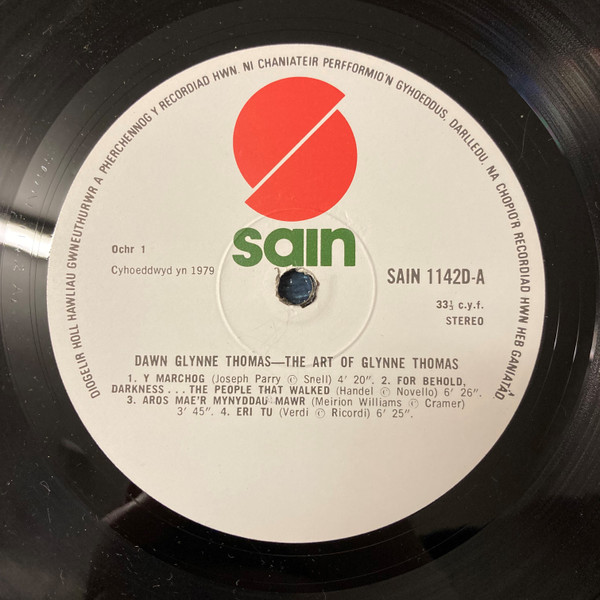 DIOGELIR HOLL HAWLIAU GWNEUTHURWR A PHERCHENNOG Y RECORDIAD HWN. NI CHANIATEIR PERFFORMIO'N GYHOEDDUS, DARLLEDU, NA CHOPIO'R RECORDIAD HWN HEB GANIATÂD
sain
Ochr 1
Cyhoeddwyd yn 1979
SAIN 1142D-A
33⅓ c.y.f.
STEREO
DAWN GLYNNE THOMAS—THE ART OF GLYNNE THOMAS
1. Y MARCHOG (Joseph Parry © Snell) 4' 20". 2. FOR BEHOLD,
DARKNESS . . . THE PEOPLE THAT WALKED (Handel © Novello) 6' 26".
3. AROS MAE'R MYNYDDAU MAWR (Meirion Williams © Cramer)
3' 45". 4. ERI TU (Verdi © Ricordi) 6' 25".